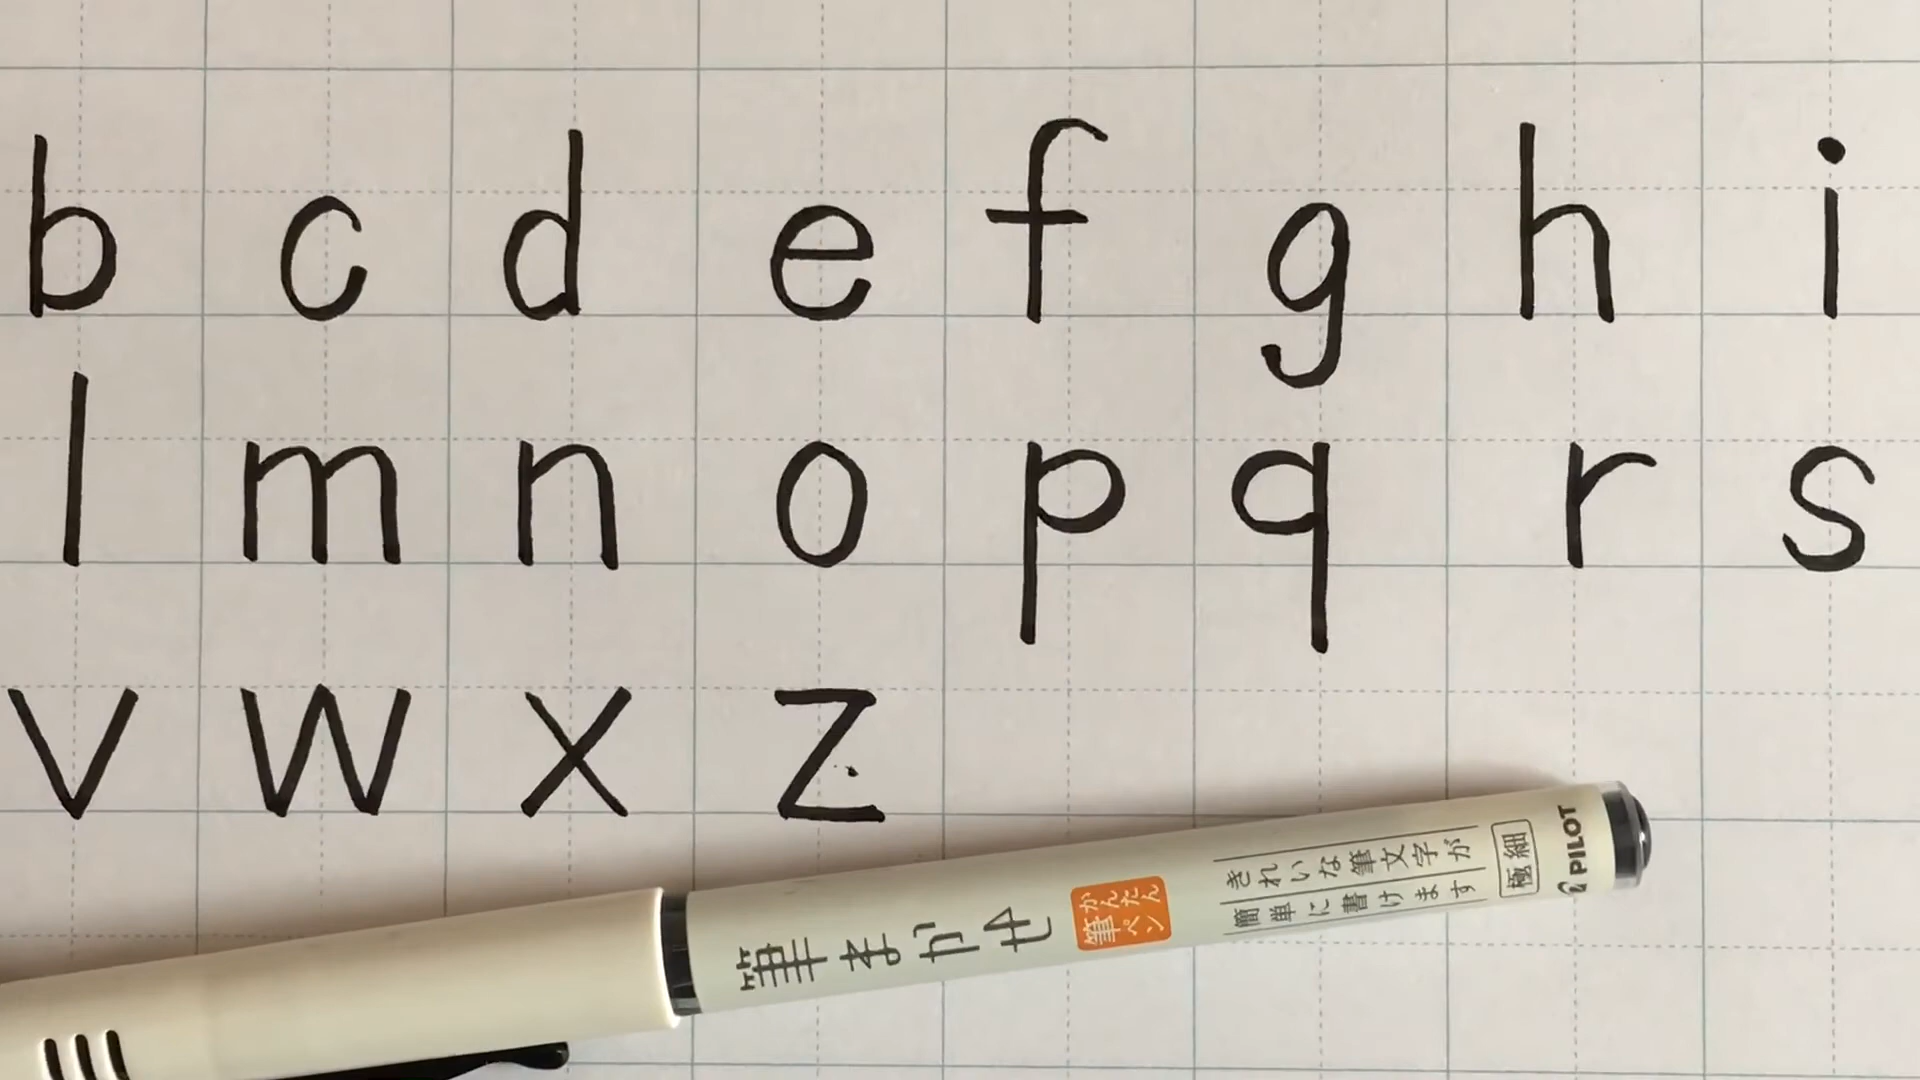 b c d e f g h i
l m n o p q r s
v w x z
筆まかせ
かんたん
筆ペン
きれいな筆文字が
簡単に書けます
極細
PILOT